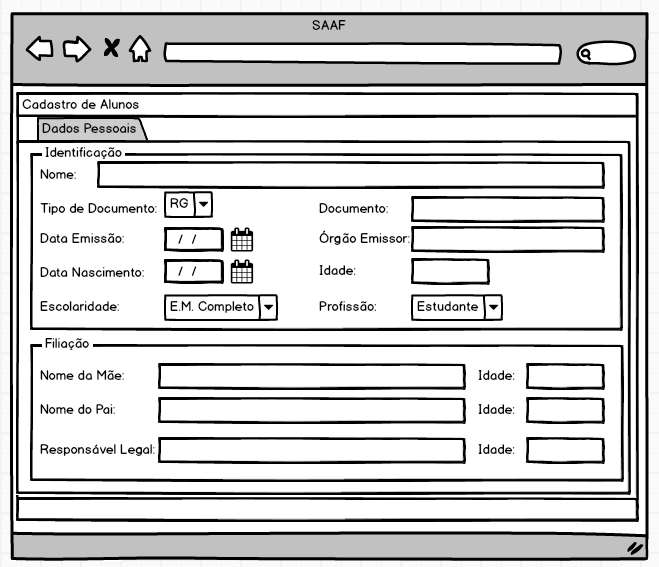 SAAF
Cadastro de Alunos
Dados Pessoais
Identificação
Nome:
Tipo de Documento: RG Documento:
Data Emissão: / / Órgão Emissor:
Data Nascimento: / / Idade:
Escolaridade: E.M. Completo Profissão: Estudante
Filiação
Nome da Mãe: Idade:
Nome do Pai: Idade:
Responsável Legal: Idade: